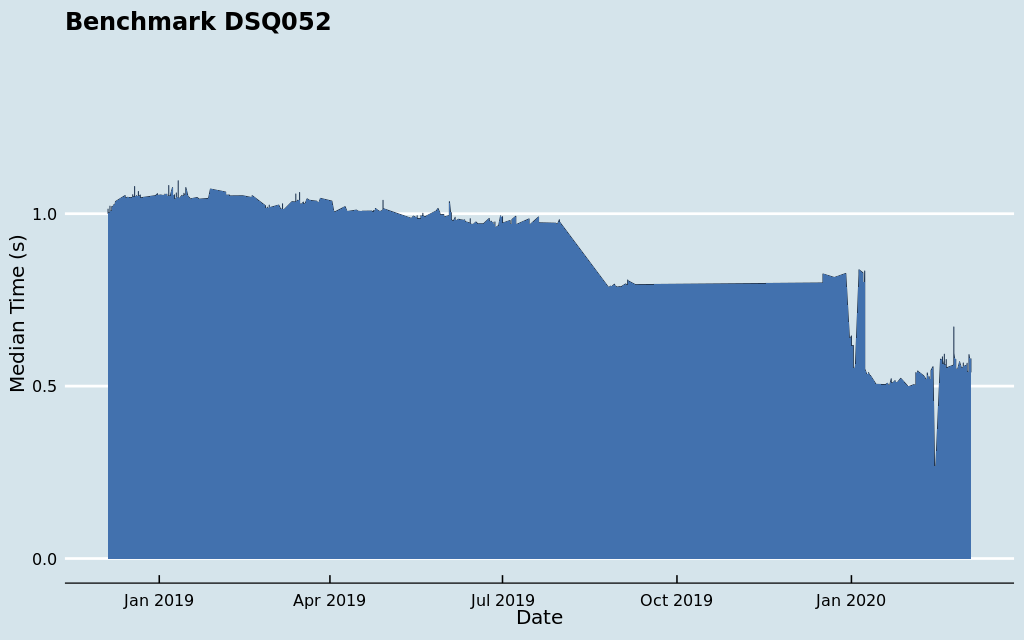 Benchmark DSQ052
Median Time (s)
1.0
0.5
0.0
Jan 2019
Apr 2019
Jul 2019
Oct 2019
Jan 2020
Date